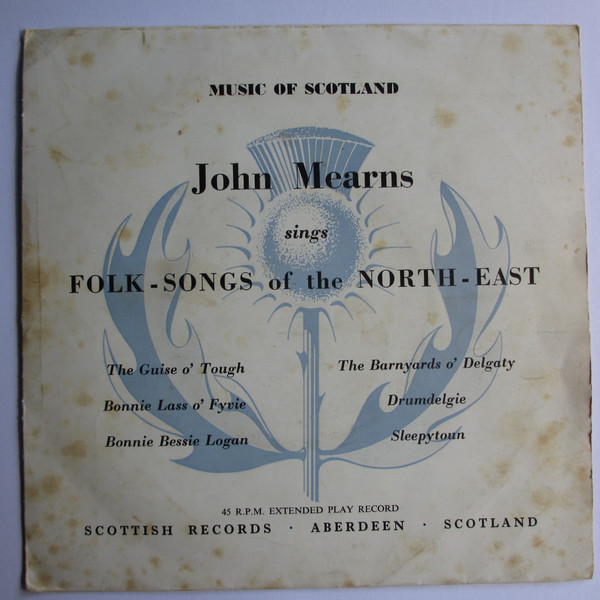 MUSIC OF SCOTLAND
John Mearns
sings
FOLK-SONGS of the NORTH-EAST
The Guise o' Tough
Bonnie Lass o' Fyvie
Bonnie Bessie Logan
The Barnyards o' Delgaty
Drumdelgie
Sleepytoun
45 R.P.M. EXTENDED PLAY RECORD
SCOTTISH RECORDS · ABERDEEN · SCOTLAND